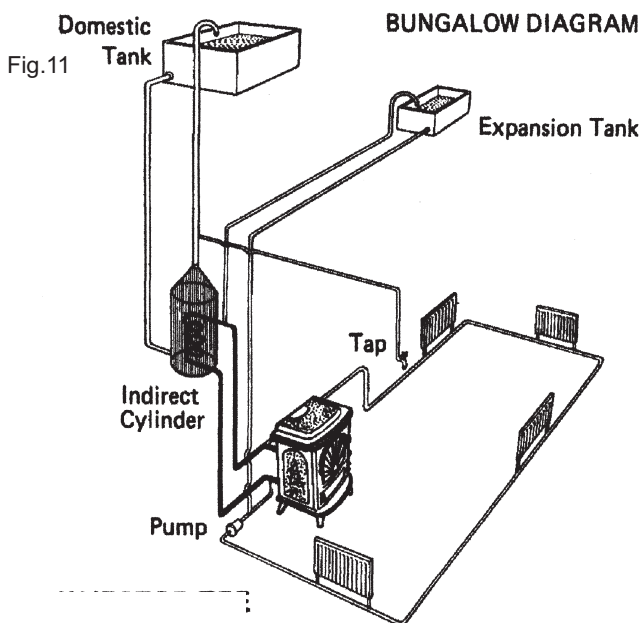 BUNGALOW DIAGRAM
Domestic
Tank
Fig.11
Expansion Tank
Tap
Indirect
Cylinder
Pump